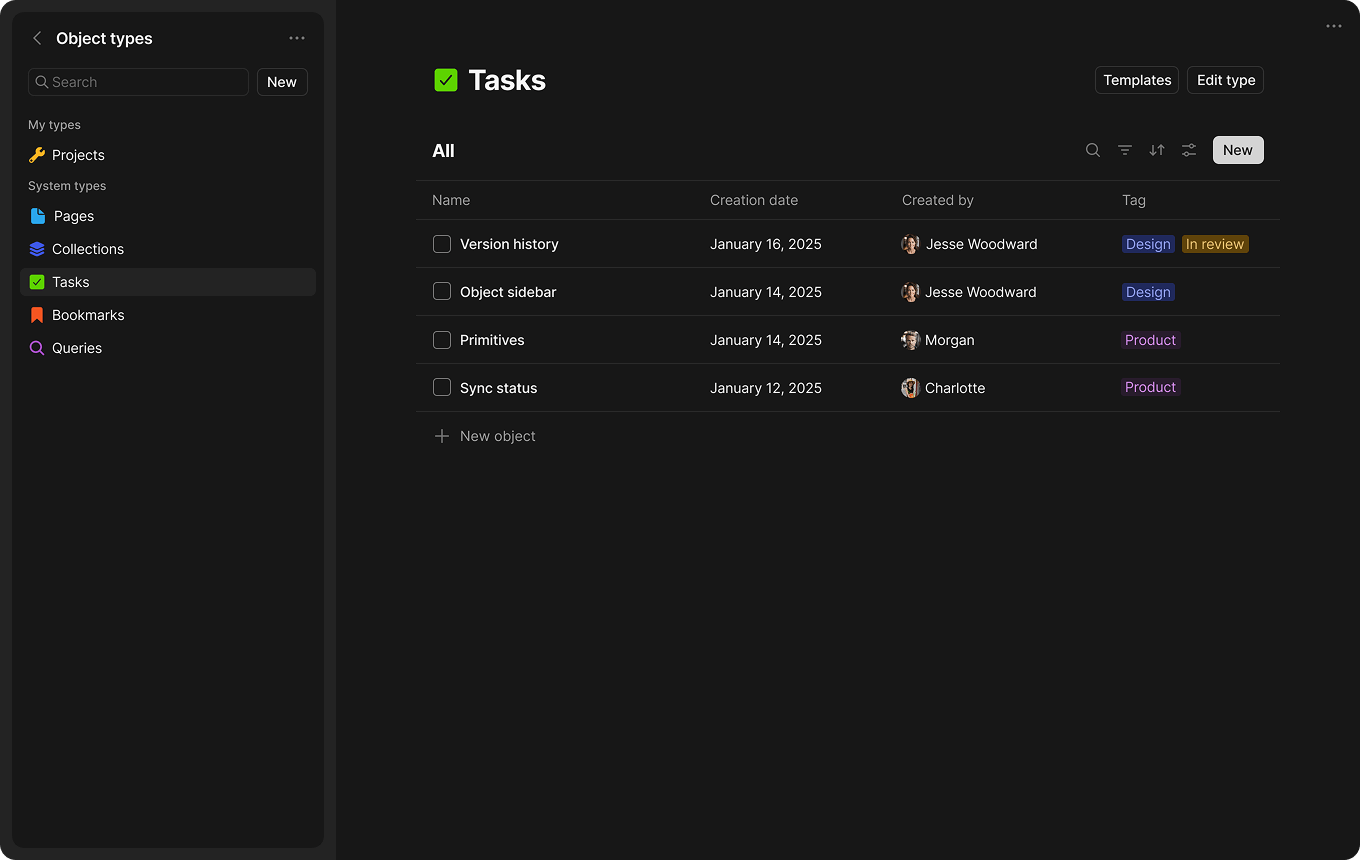 Object types
Search
New
My types
Projects
System types
Pages
Collections
Tasks
Bookmarks
Queries
Tasks
Templates
Edit type
All
New
Name Creation date Created by Tag
Version history January 16, 2025 Jesse Woodward Design In review
Object sidebar January 14, 2025 Jesse Woodward Design
Primitives January 14, 2025 Morgan Product
Sync status January 12, 2025 Charlotte Product
New object